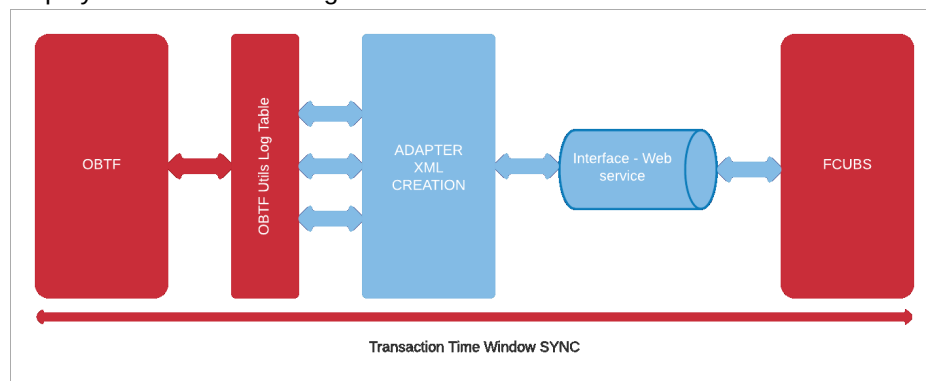 OBTF
OBTF Utils Log Table
ADAPTER
XML
CREATION
Interface - Web
service
FCUBS
Transaction Time Window SYNC